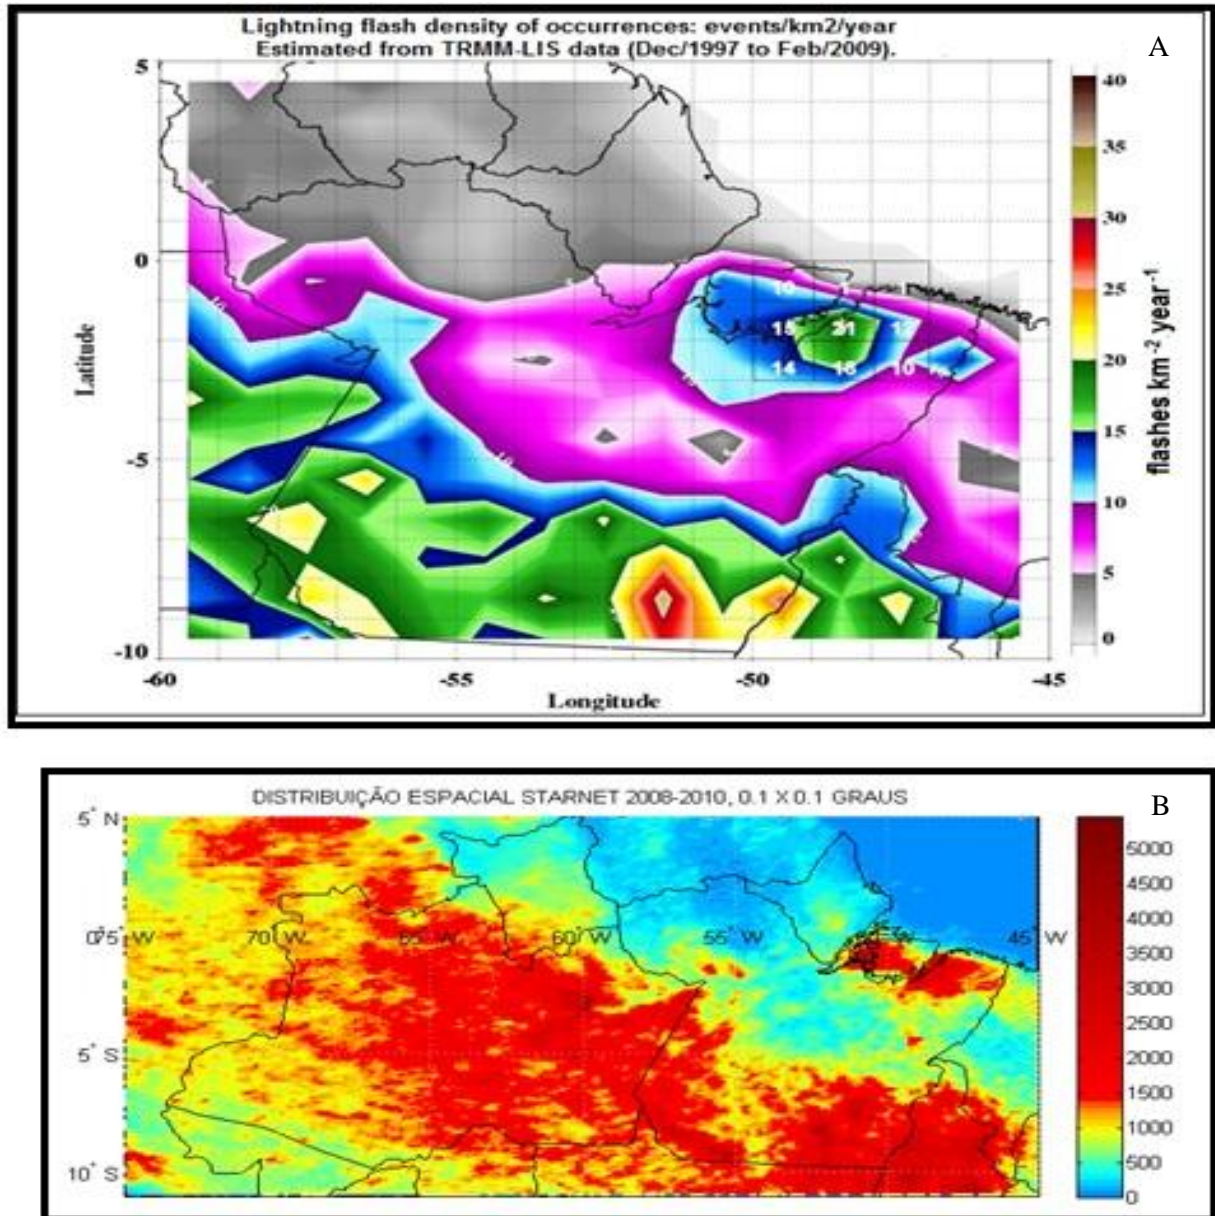 Lightning flash density of occurrences: events/km2/year
Estimated from TRMM-LIS data (Dec/1997 to Feb/2009).
A
5
0
-5
-10
Latitude
-60
-55
-50
-45
Longitude
40
35
30
25
20
15
10
5
0
flashes km⁻² year⁻¹
10
15
14
16
10
10
DISTRIBUIÇÃO ESPACIAL STARNET 2008-2010, 0.1 X 0.1 GRAUS
B
5° N
70° W
60° W
55° W
45° W
5° S
10° S
5000
4500
4000
3500
3000
2500
2000
1500
1000
500
0